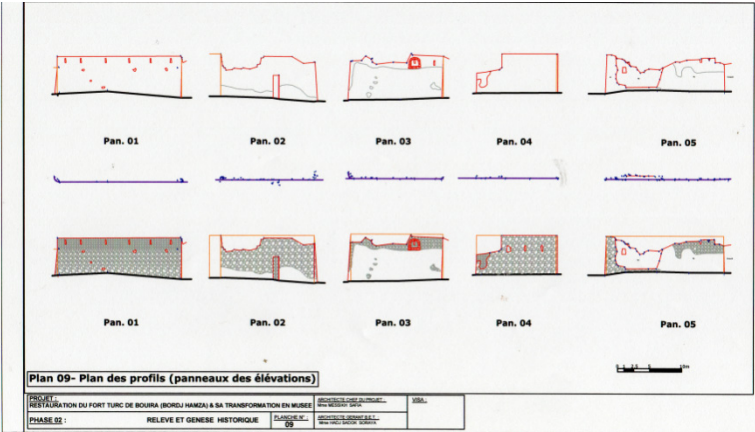 Pan. 01 Pan. 02 Pan. 03 Pan. 04 Pan. 05
Pan. 01 Pan. 02 Pan. 03 Pan. 04 Pan. 05
10m
Plan 09- Plan des profils (panneaux des élévations)
PROJET :
RESTAURATION DU FORT TURC DE BOUIRA (BORDJ HAMZA) & SA TRANSFORMATION EN MUSEE
ARCHITECTE CHEF DU PROJET :
VISA :
PHASE 02 : RELEVE ET GENESE HISTORIQUE
PLANCHE N° :
09
ARCHITECTE GERANT B.E.T :